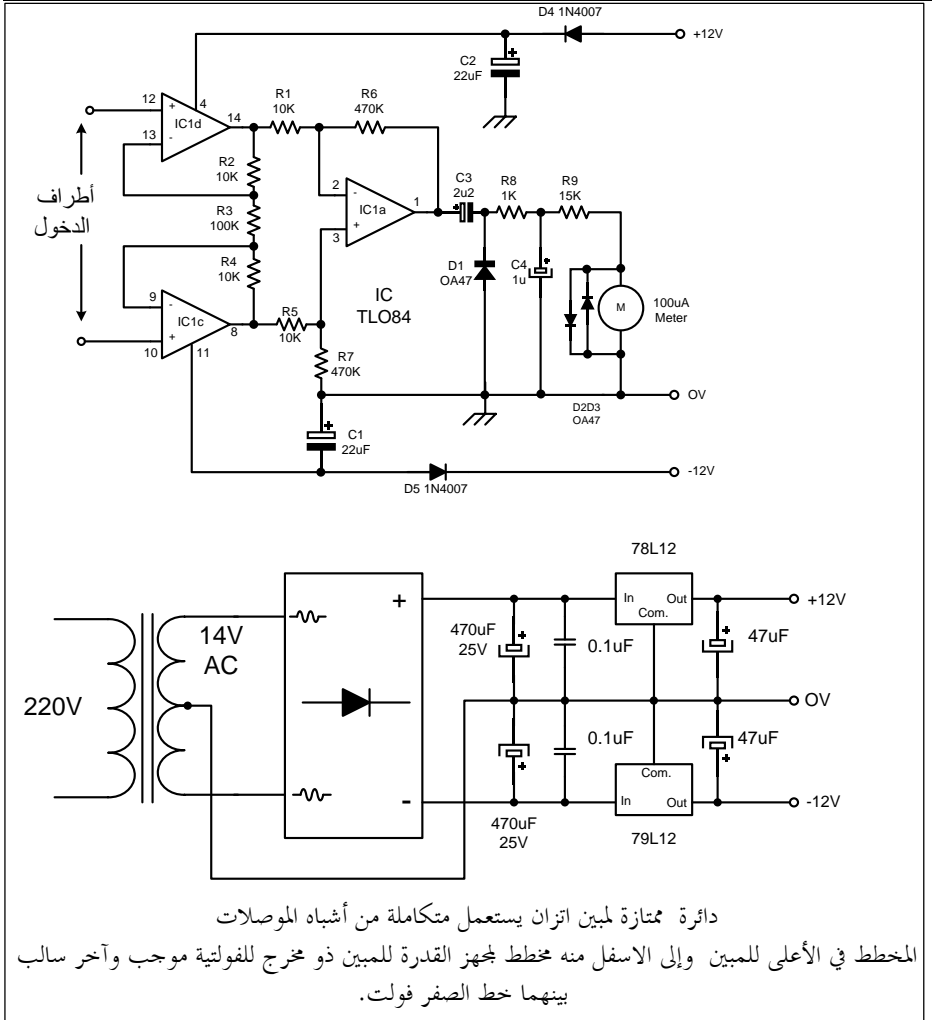 D4 1N4007
+12V
C2
22uF
R1
10K
R6
470K
12
+
4
IC1d
14
13
-
R2
10K
R3
100K
R4
10K
أطراف
الدخول
2
-
IC1a
1
+
3
C3
2u2
R8
1K
R9
15K
D1
OA47
C4
1u
M
100uA
Meter
IC
TLO84
9
-
IC1c
8
+
10
11
R5
10K
R7
470K
OV
D2D3
OA47
C1
22uF
-12V
D5 1N4007
78L12
In
Out
Com.
+12V
+
14V
AC
470uF
25V
+
0.1uF
+
47uF
220V
OV
0.1uF
+
47uF
+
Com.
-
In
Out
-12V
470uF
25V
79L12
دائرة ممتازة لمبين اتزان يستعمل متكاملة من أشباه الموصلات
المخطط في الأعلى للمبين وإلى الاسفل منه مخطط لمجهز القدرة للمبين ذو مخرج للفولتية موجب وآخر سالب
بينهما خط الصفر فولت.